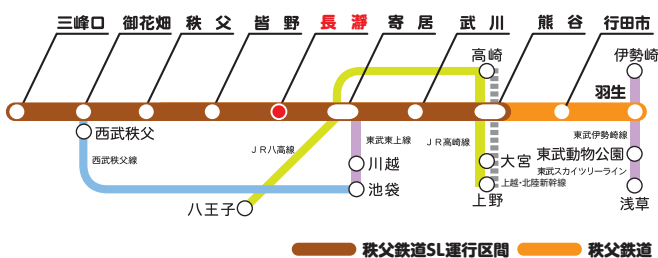 三峰口
御花畑
秩父
皆野
長瀞
寄居
武川
熊谷
行田市
高崎
伊勢崎
羽生
西武秩父
西武秩父線
JR八高線
東武東上線
JR高崎線
東武伊勢崎線
川越
大宮
東武動物公園
東武スカイツリーライン
池袋
上越・北陸新幹線
八王子
上野
浅草
秩父鉄道SL運行区間
秩父鉄道